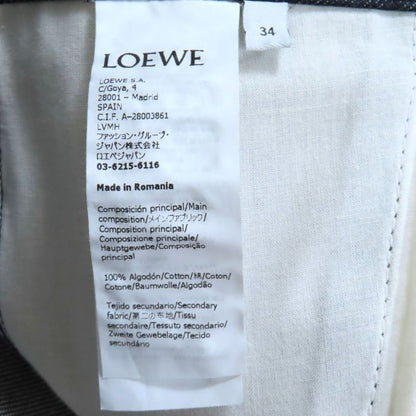 LOEWE
34
LOEWE S.A.
C/Goya, 4
28001 – Madrid
SPAIN
C.I.F. A-28003861
LVMH
ファッション・グループ・
ジャパン株式会社
ロエベジャパン
03-6215-6116
Made in Romania
Composición principal/Main
composition/メインファブリック/
Composition principal/
Composizione principale/
Hauptgewebe/Composição
principal
100% Algodón/Cotton/綿/Coton/
Cotone/Baumwolle/Algodão
Tejido secundario/Secondary
fabric/第二の布地/Tissu
secondaire/Tessuto secondario/
Zweite Gewebelage/Tecido
secundário